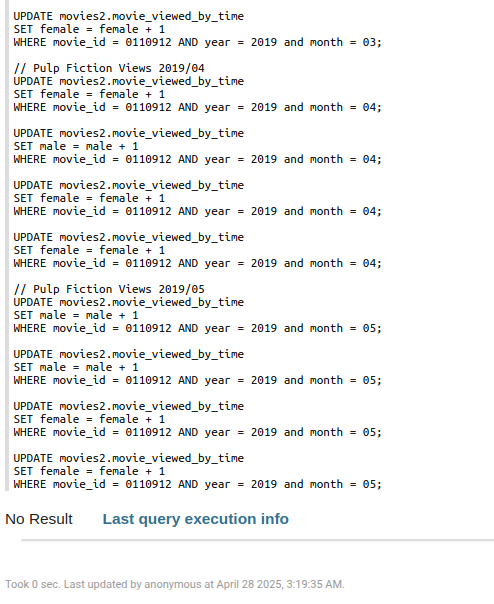 UPDATE movies2.movie_viewed_by_time
SET female = female + 1
WHERE movie_id = 0110912 AND year = 2019 and month = 03;
// Pulp Fiction Views 2019/04
UPDATE movies2.movie_viewed_by_time
SET female = female + 1
WHERE movie_id = 0110912 AND year = 2019 and month = 04;
UPDATE movies2.movie_viewed_by_time
SET male = male + 1
WHERE movie_id = 0110912 AND year = 2019 and month = 04;
UPDATE movies2.movie_viewed_by_time
SET female = female + 1
WHERE movie_id = 0110912 AND year = 2019 and month = 04;
UPDATE movies2.movie_viewed_by_time
SET female = female + 1
WHERE movie_id = 0110912 AND year = 2019 and month = 04;
// Pulp Fiction Views 2019/05
UPDATE movies2.movie_viewed_by_time
SET male = male + 1
WHERE movie_id = 0110912 AND year = 2019 and month = 05;
UPDATE movies2.movie_viewed_by_time
SET male = male + 1
WHERE movie_id = 0110912 AND year = 2019 and month = 05;
UPDATE movies2.movie_viewed_by_time
SET female = female + 1
WHERE movie_id = 0110912 AND year = 2019 and month = 05;
UPDATE movies2.movie_viewed_by_time
SET female = female + 1
WHERE movie_id = 0110912 AND year = 2019 and month = 05;
No Result Last query execution info
Took 0 sec. Last updated by anonymous at April 28 2025, 3:19:35 AM.